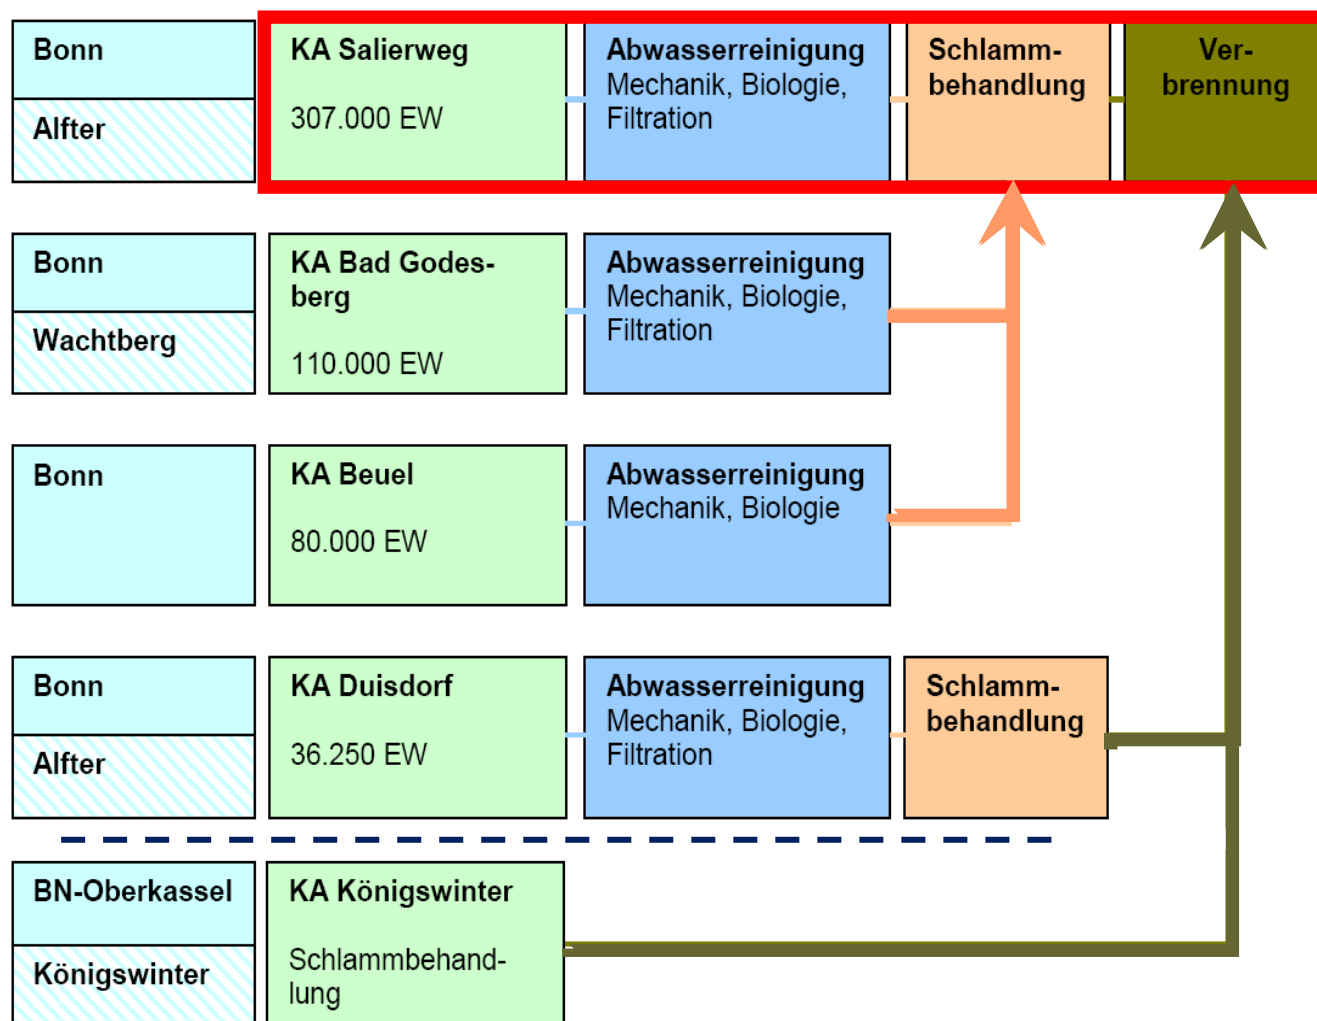 Bonn
Alfter
KA Salierweg
307.000 EW
Abwasserreinigung
Mechanik, Biologie,
Filtration
Schlamm-
behandlung
Ver-
brennung
Bonn
Wachtberg
KA Bad Godes-
berg
110.000 EW
Abwasserreinigung
Mechanik, Biologie,
Filtration
Bonn
KA Beuel
80.000 EW
Abwasserreinigung
Mechanik, Biologie
Bonn
Alfter
KA Duisdorf
36.250 EW
Abwasserreinigung
Mechanik, Biologie,
Filtration
Schlamm-
behandlung
BN-Oberkassel
Königswinter
KA Königswinter
Schlammbehand-
lung